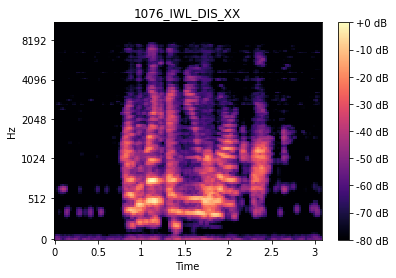 1076_IWL_DIS_XX
8192
4096
2048
1024
512
0
Hz
0
0.5
1
1.5
2
2.5
3
Time
+0 dB
-10 dB
-20 dB
-30 dB
-40 dB
-50 dB
-60 dB
-70 dB
-80 dB